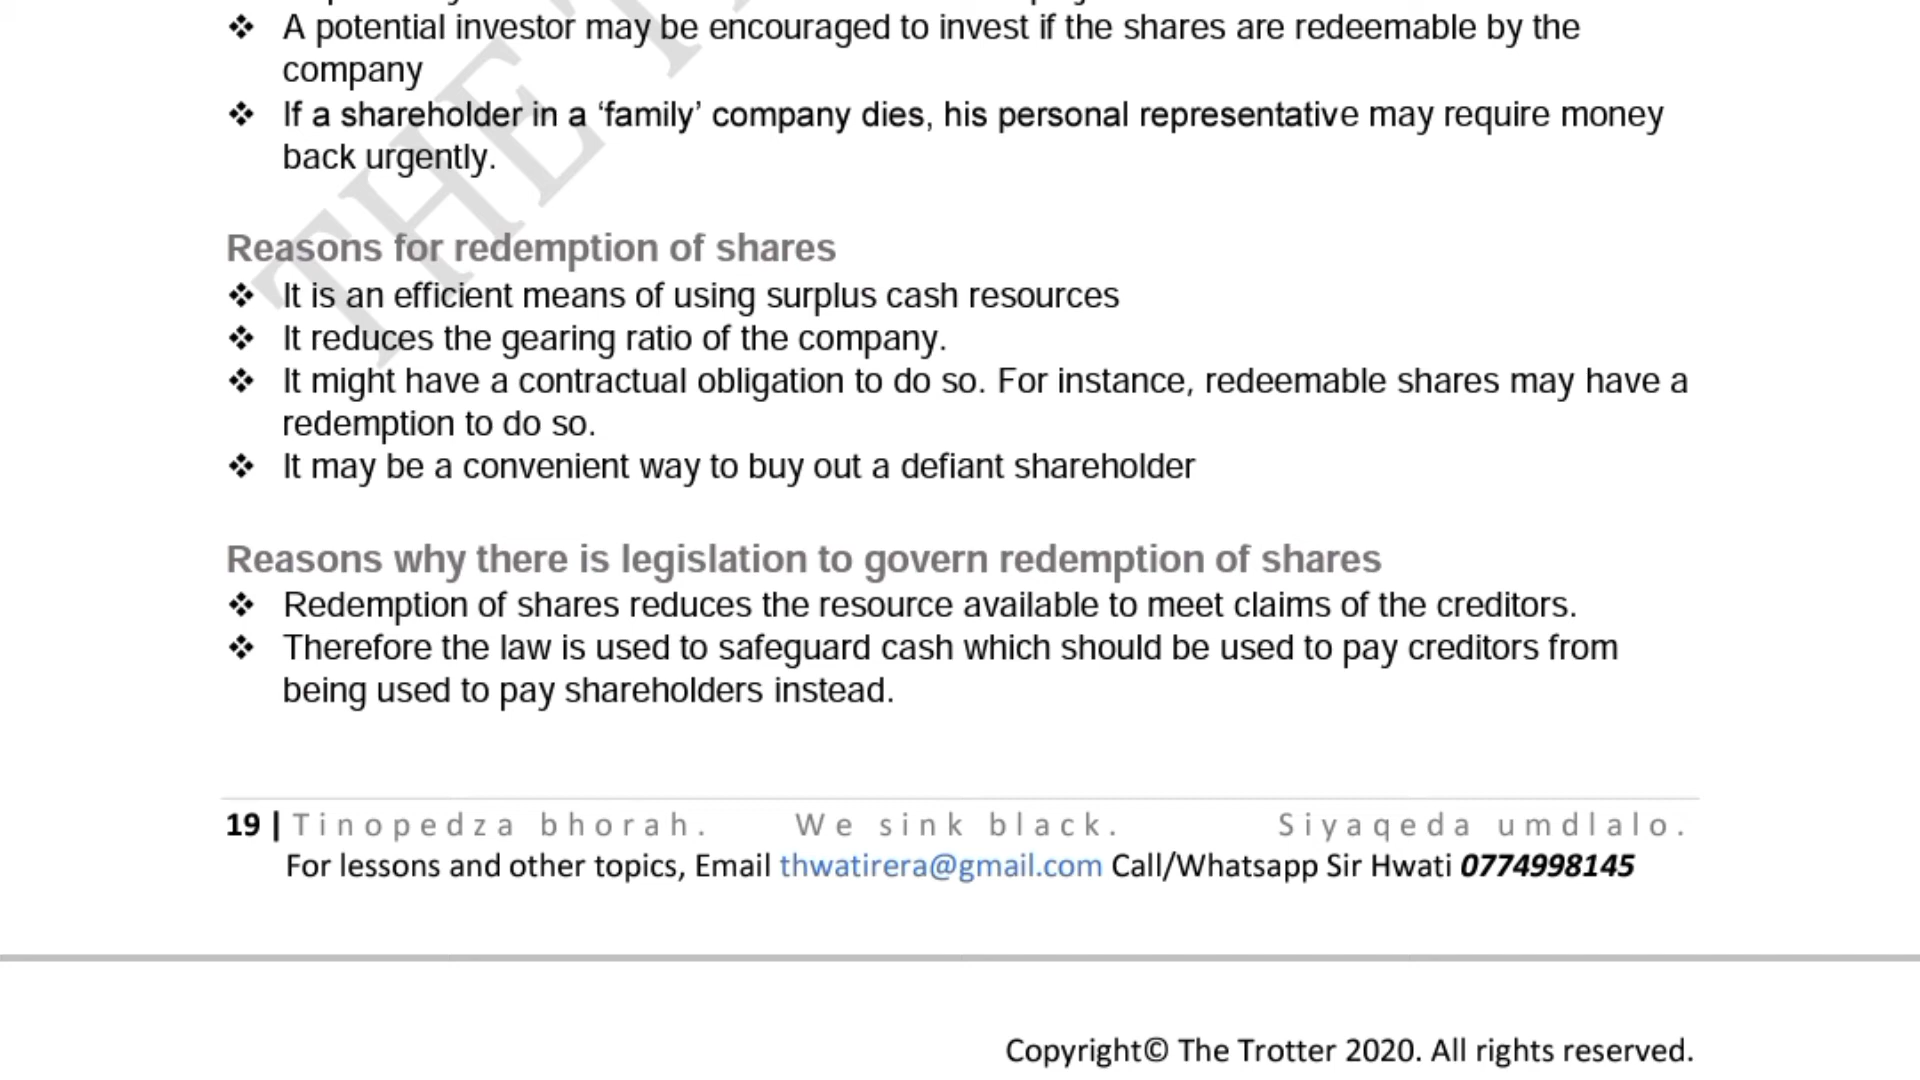 ❖ A potential investor may be encouraged to invest if the shares are redeemable by the
company
❖ If a shareholder in a ‘family’ company dies, his personal representative may require money
back urgently.
Reasons for redemption of shares
❖ It is an efficient means of using surplus cash resources
❖ It reduces the gearing ratio of the company.
❖ It might have a contractual obligation to do so. For instance, redeemable shares may have a
redemption to do so.
❖ It may be a convenient way to buy out a defiant shareholder
Reasons why there is legislation to govern redemption of shares
❖ Redemption of shares reduces the resource available to meet claims of the creditors.
❖ Therefore the law is used to safeguard cash which should be used to pay creditors from
being used to pay shareholders instead.
19 | Tinopedza bhorah. We sink black. Siyaqeda umdlalo.
For lessons and other topics, Email thwatirera@gmail.com Call/Whatsapp Sir Hwati 0774998145
Copyright© The Trotter 2020. All rights reserved.
THE T